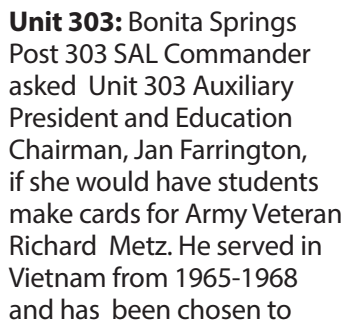 Unit 303: Bonita Springs
Post 303 SAL Commander
asked Unit 303 Auxiliary
President and Education
Chairman, Jan Farrington,
if she would have students
make cards for Army Veteran
Richard Metz. He served in
Vietnam from 1965-1968
and has been chosen to